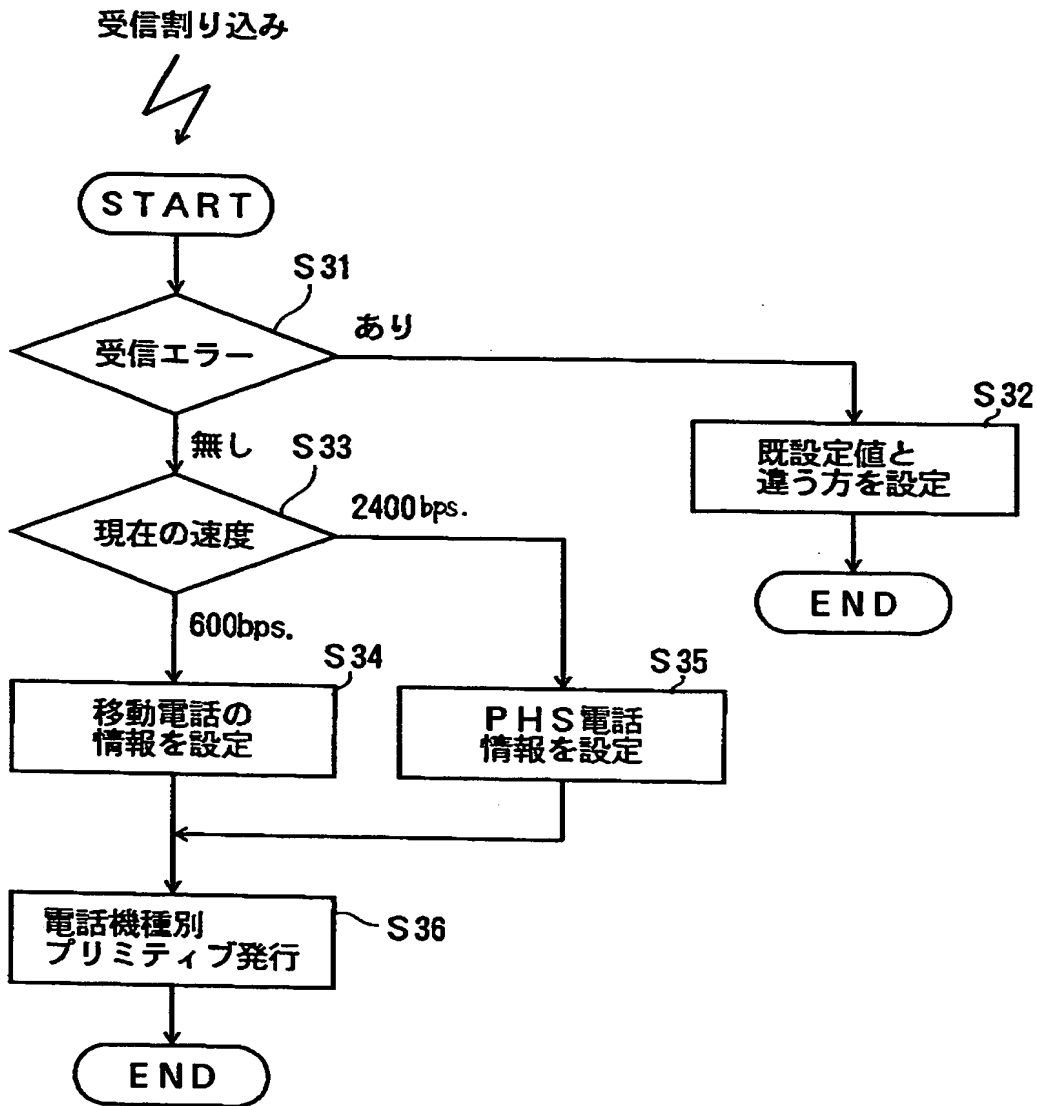 受信割り込み
START
S31
受信エラー
あり
S32
既設定値と
違う方を設定
END
無し
S33
現在の速度
2400bps.
600bps.
S34
移動電話の
情報を設定
S35
PHS電話
情報を設定
電話機種別
プリミティブ発行
S36
END